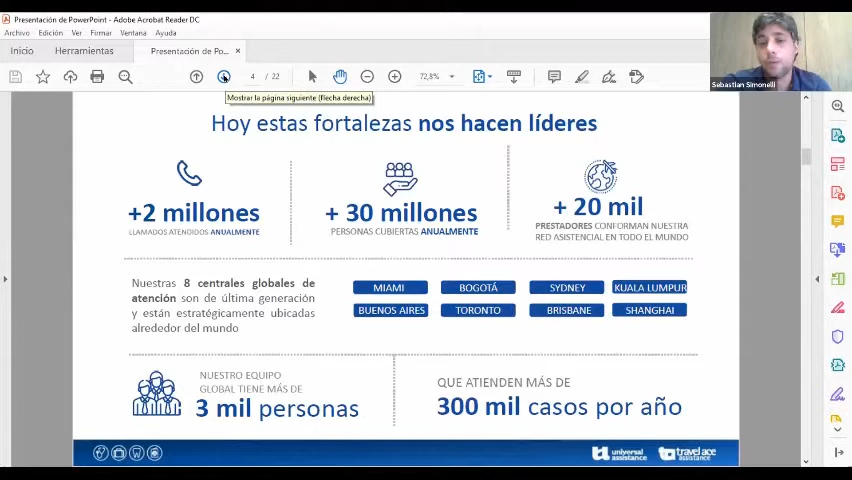 Presentación de PowerPoint - Adobe Acrobat Reader DC
Archivo Edición Ver Firmar Ventana Ayuda
Inicio Herramientas Presentación de Po... ×
4 / 22 72,8%
Mostrar la página siguiente (flecha derecha)
Sebastian Simonelli
Hoy estas fortalezas nos hacen líderes
+2 millones
LLAMADOS ATENDIDOS ANUALMENTE
+ 30 millones
PERSONAS CUBIERTAS ANUALMENTE
+ 20 mil
PRESTADORES CONFORMAN NUESTRA
RED ASISTENCIAL EN TODO EL MUNDO
Nuestras 8 centrales globales de
atención son de última generación
y están estratégicamente ubicadas
alrededor del mundo
MIAMI BOGOTÁ SYDNEY KUALA LUMPUR
BUENOS AIRES TORONTO BRISBANE SHANGHAI
NUESTRO EQUIPO
GLOBAL TIENE MÁS DE
3 mil personas
QUE ATIENDEN MÁS DE
300 mil casos por año
universal assistance
travel ace assistance